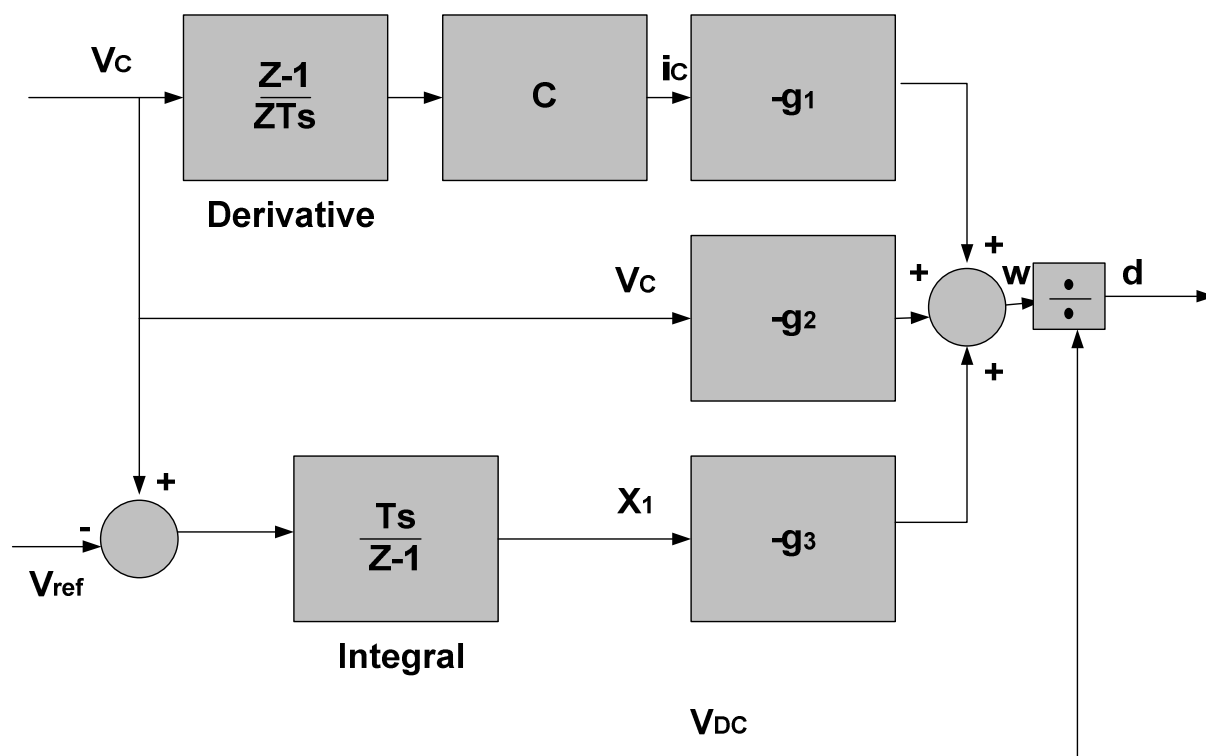 Vc
Z-1
ZTs
C
ic
-g1
Derivative
+
Vc
-g2
+
w
÷
d
+
+
-
Vref
Ts
Z-1
X1
-g3
Integral
VDC